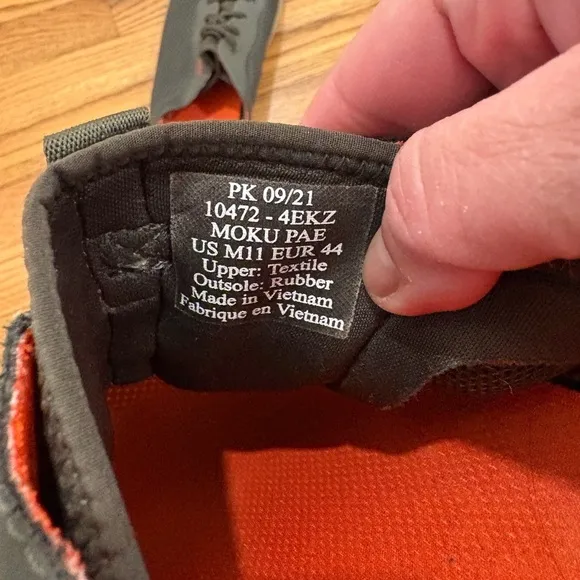 PK 09/21
10472 - 4EKZ
MOKU PAE
US M11 EUR 44
Upper: Textile
Outsole: Rubber
Made in Vietnam
Fabrique en Vietnam